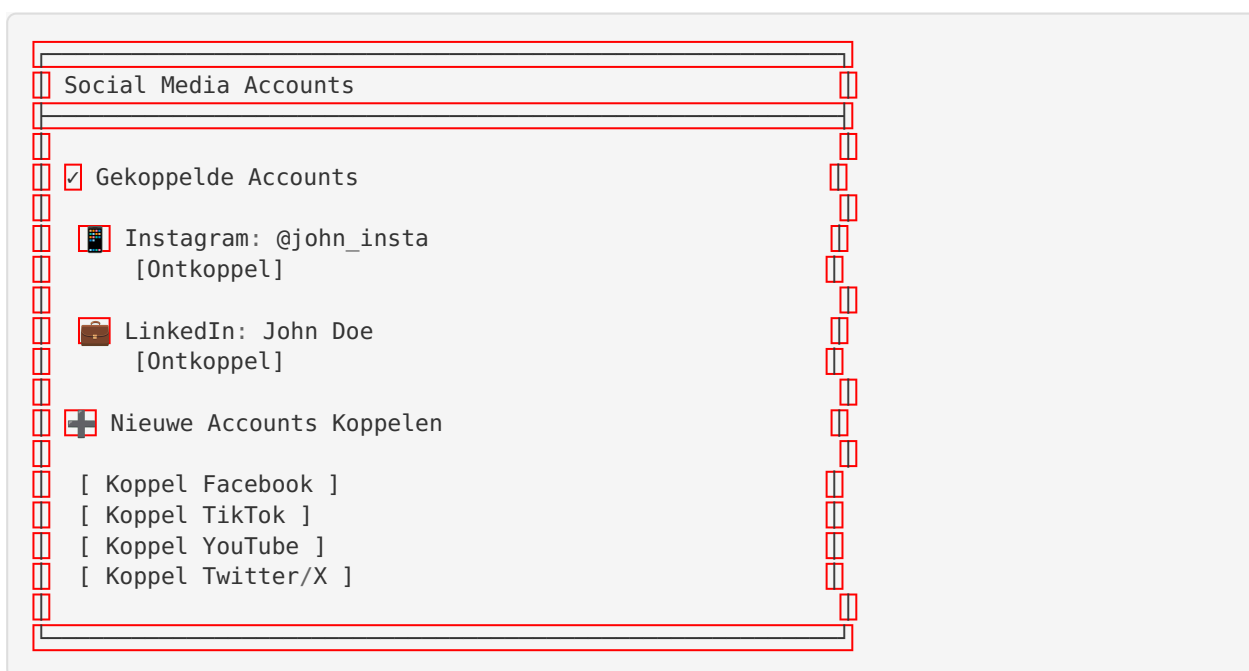 Social Media Accounts
✓ Gekoppelde Accounts
📱 Instagram: @john_insta
[Ontkoppel]
💼 LinkedIn: John Doe
[Ontkoppel]
➕ Nieuwe Accounts Koppelen
[ Koppel Facebook ]
[ Koppel TikTok ]
[ Koppel YouTube ]
[ Koppel Twitter/X ]